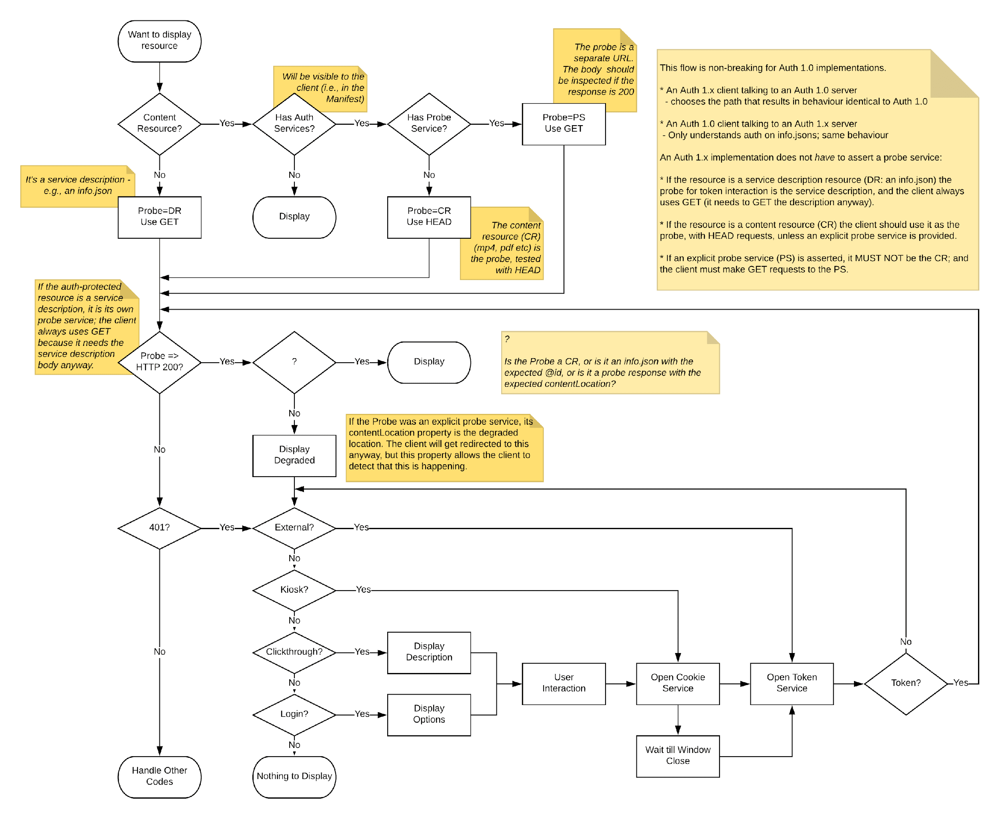 Want to display
resource
The probe is a
separate URL.
The body  should
be inspected if the
response is 200
Will be visible to the
client (i.e., in the
Manifest)
This flow is non-breaking for Auth 1.0 implementations.
* An Auth 1.x client talking to an Auth 1.0 server
- chooses the path that results in behaviour identical to Auth 1.0
* An Auth 1.0 client talking to an Auth 1.x server
- Only understands auth on info.jsons; same behaviour
An Auth 1.x implementation does not have to assert a probe service:
* If the resource is a service description resource (DR: an info.json) the
probe for token interaction is the service description, and the client always
uses GET (it needs to GET the description anyway).
* If the resource is a content resource (CR) the client should use it as the
probe, with HEAD requests, unless an explicit probe service is provided.
* If an explicit probe service (PS) is asserted, it MUST NOT be the CR; and
the client must make GET requests to the PS.
Content
Resource?
Yes
Has Auth
Services?
Yes
Has Probe
Service?
Yes
Probe=PS
Use GET
No
No
No
It's a service description -
e.g., an info.json
Probe=DR
Use GET
Display
Probe=CR
Use HEAD
The content
resource (CR)
(mp4, pdf etc) is
the probe, tested
with HEAD
If the auth-protected
resource is a service
description, it is its own
probe service; the client
always uses GET
because it needs the
service description
body anyway.
Probe =>
HTTP 200?
Yes
?
Yes
Display
?
Is the Probe a CR, or is it an info.json with the
expected @id, or is it a probe response with the
expected contentLocation?
No
No
Display
Degraded
If the Probe was an explicit probe service, its
contentLocation property is the degraded
location. The client will get redirected to this
anyway, but this property allows the client to
detect that this is happening.
401?
Yes
External?
Yes
No
Kiosk?
Yes
No
No
Clickthrough?
Yes
Display
Description
No
Login?
Yes
Display
Options
User
Interaction
Open Cookie
Service
Open Token
Service
No
Token?
Yes
No
Wait till Window
Close
Handle Other
Codes
Nothing to Display